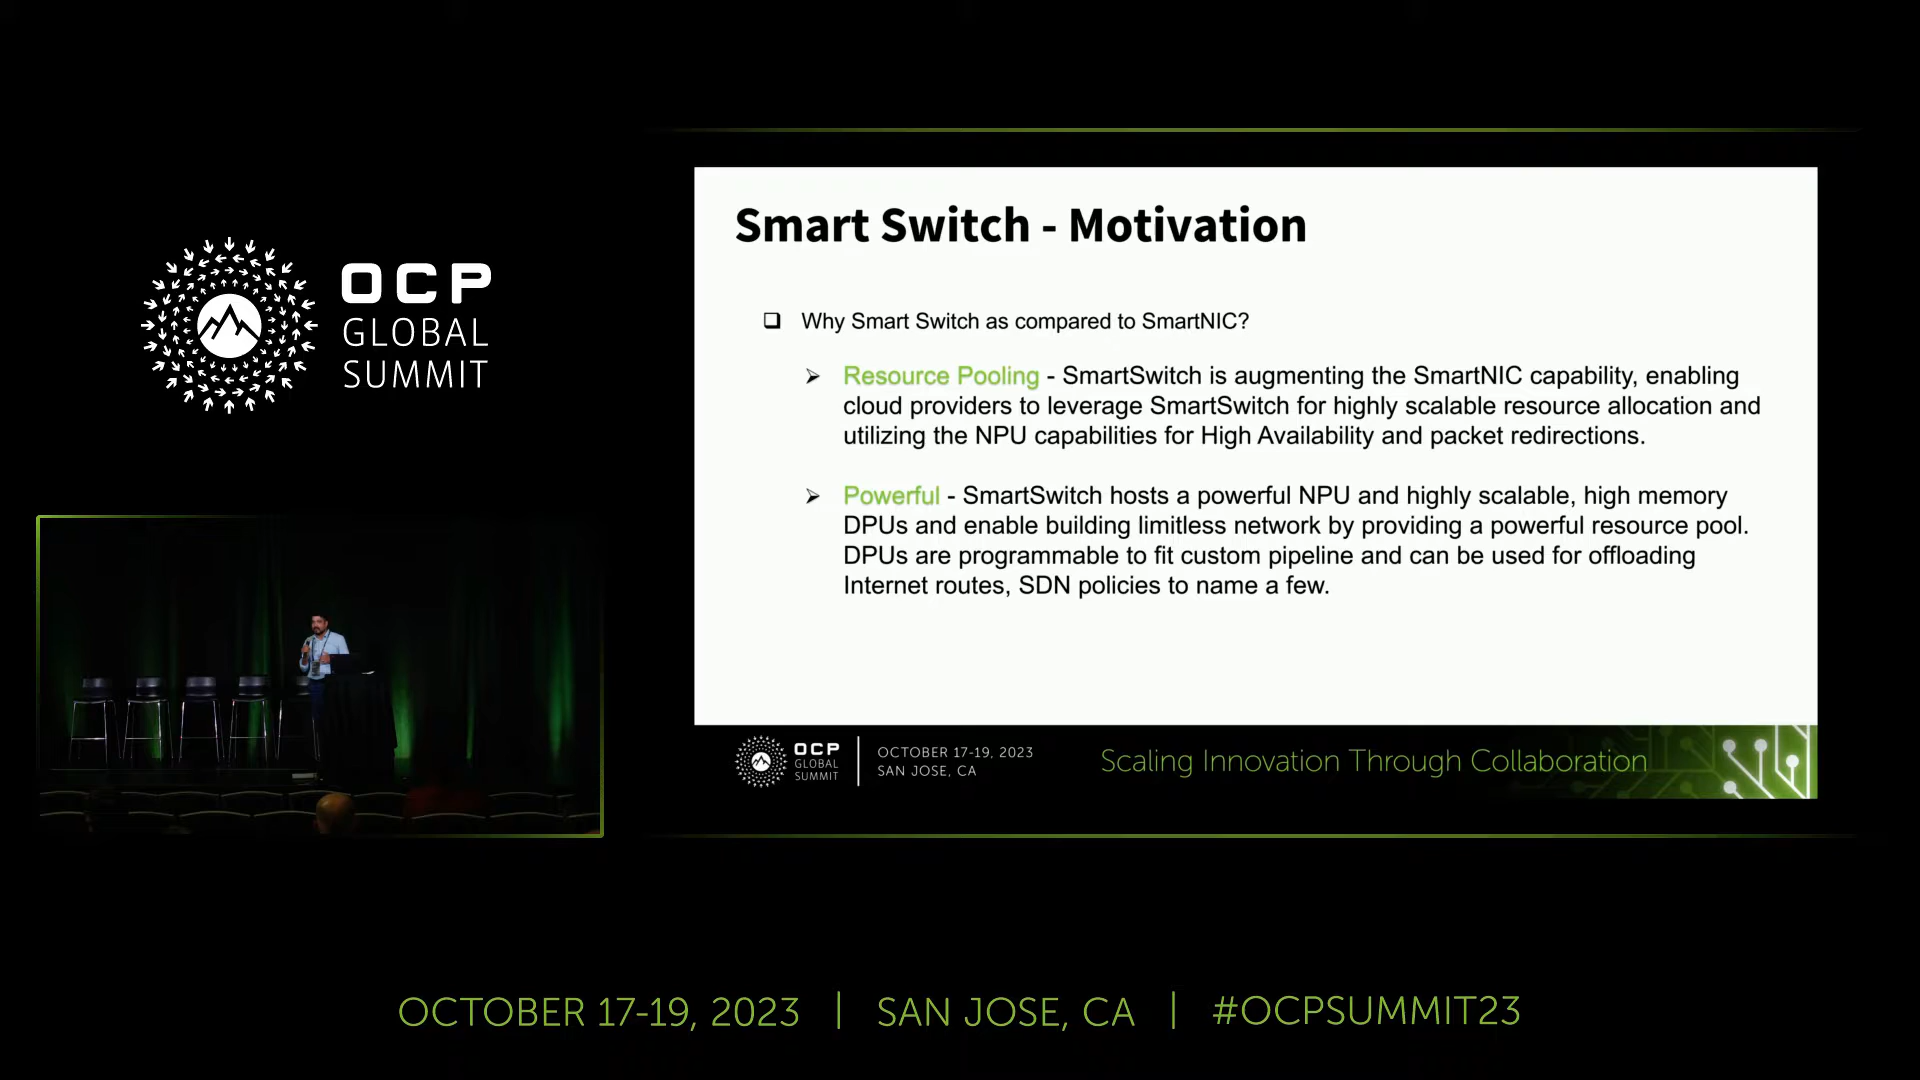 OCP
GLOBAL
SUMMIT
Smart Switch - Motivation
Why Smart Switch as compared to SmartNIC?
Resource Pooling - SmartSwitch is augmenting the SmartNIC capability, enabling
cloud providers to leverage SmartSwitch for highly scalable resource allocation and
utilizing the NPU capabilities for High Availability and packet redirections.
Powerful - SmartSwitch hosts a powerful NPU and highly scalable, high memory
DPUs and enable building limitless network by providing a powerful resource pool.
DPUs are programmable to fit custom pipeline and can be used for offloading
Internet routes, SDN policies to name a few.
OCP
GLOBAL
SUMMIT
OCTOBER 17-19, 2023
SAN JOSE, CA
Scaling Innovation Through Collaboration
OCTOBER 17-19, 2023 | SAN JOSE, CA | #OCPSUMMIT23